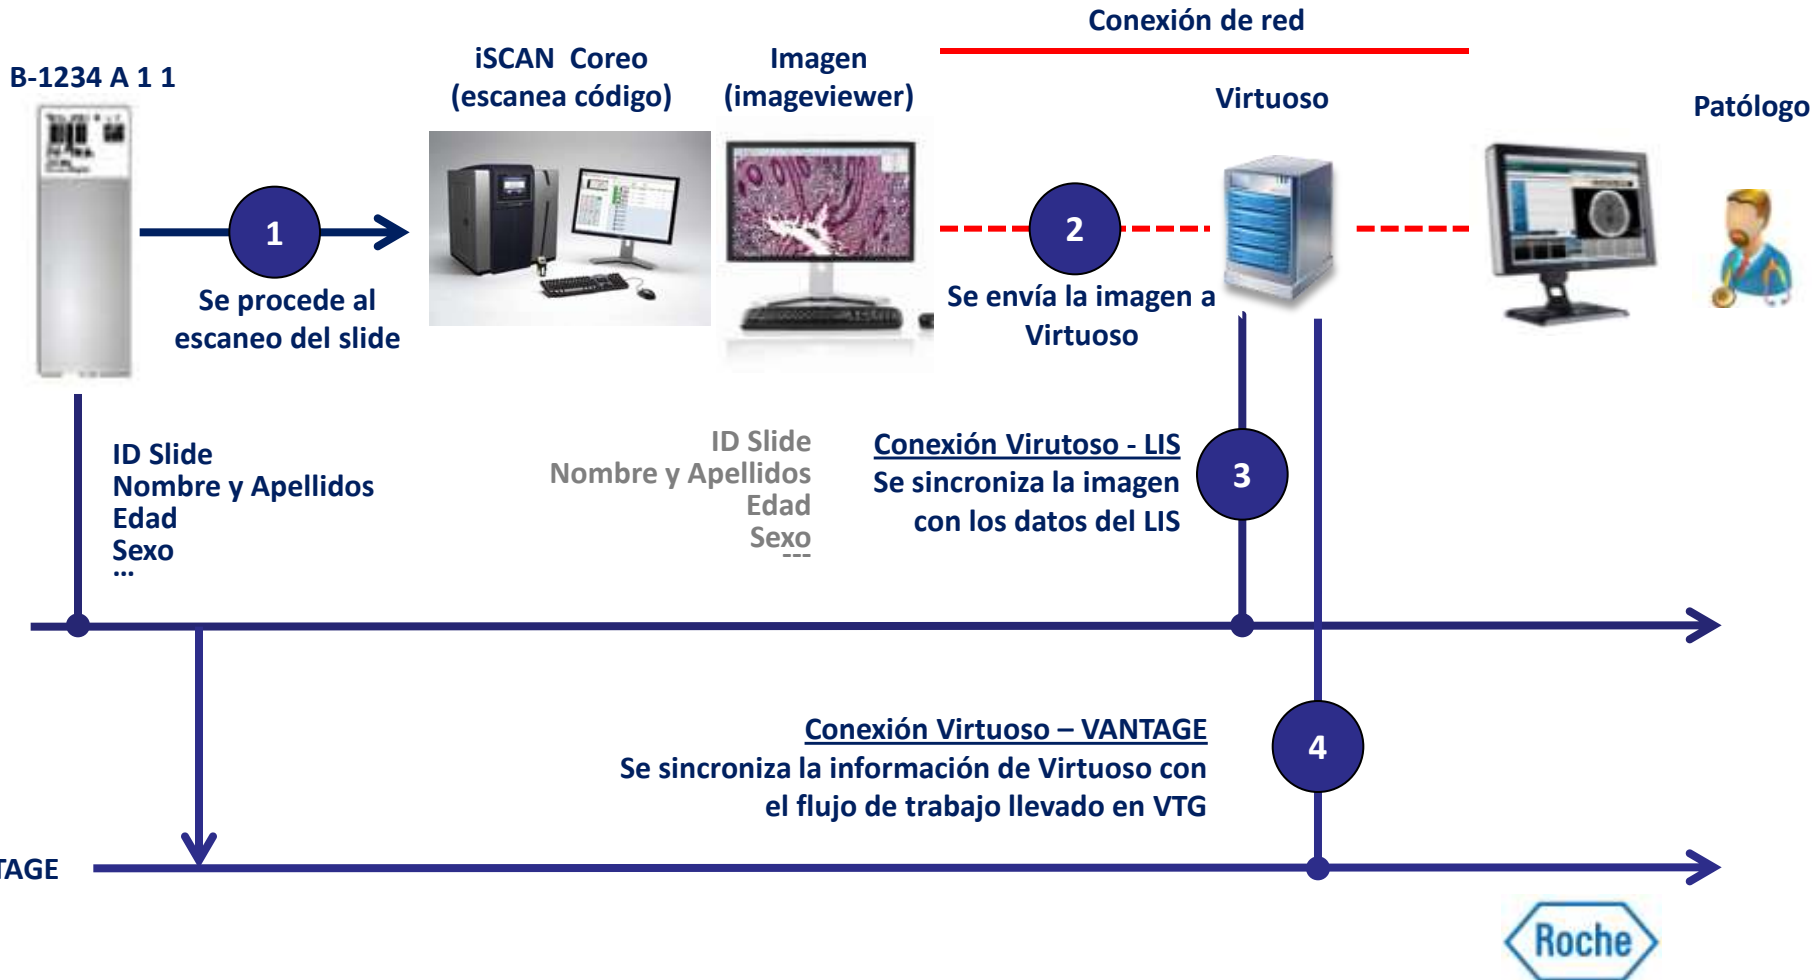 Conexión de red
B-1234 A 1 1
iSCAN Coreo
(escanea código)
Imagen
(imageviewer)
Virtuoso
Patólogo
1
Se procede al
escaneo del slide
2
Se envía la imagen a
Virtuoso
ID Slide
Nombre y Apellidos
Edad
Sexo
...
ID Slide
Nombre y Apellidos
Edad
Sexo
---
Conexión Virutoso - LIS
Se sincroniza la imagen
con los datos del LIS
3
Conexión Virtuoso – VANTAGE
Se sincroniza la información de Virtuoso con
el flujo de trabajo llevado en VTG
4
TAGE
Roche